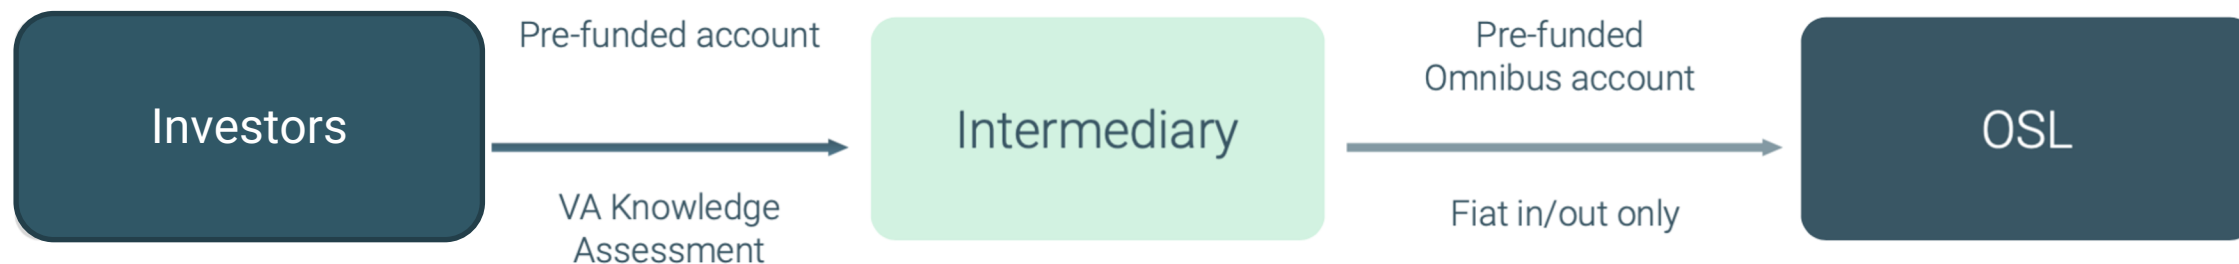 Investors
Pre-funded account
VA Knowledge
Assessment
Intermediary
Pre-funded
Omnibus account
Fiat in/out only
OSL